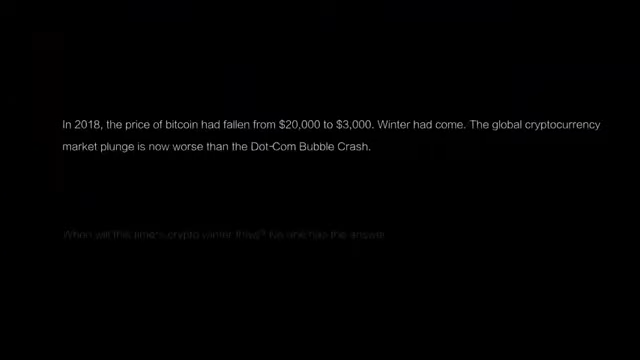 In 2018, the price of bitcoin had fallen from $20,000 to $3,000. Winter had come. The global cryptocurrency
market plunge is now worse than the Dot-Com Bubble Crash.
When will this time's crypto winter thaw? No one has the answer